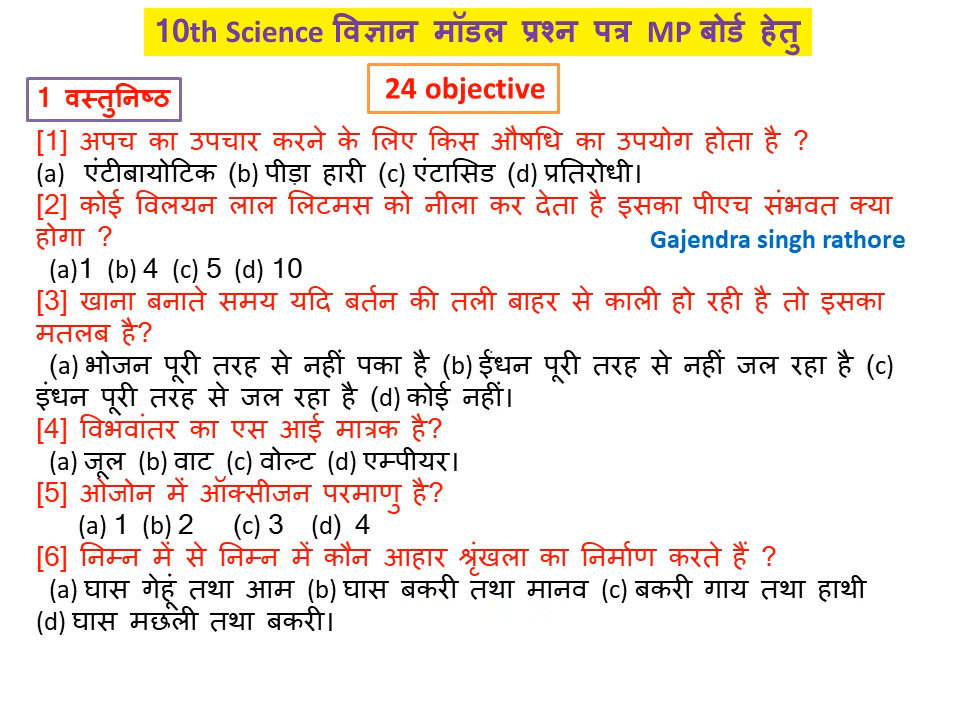 10th Science विज्ञान मॉडल प्रश्न पत्र MP बोर्ड हेतु
24 objective
1 वस्तुनिष्ठ
[1] अपच का उपचार करने के लिए किस औषधि का उपयोग होता है ?
(a) एंटीबायोटिक (b) पीड़ा हारी (c) एंटासिड (d) प्रतिरोधी।
[2] कोई विलयन लाल लिटमस को नीला कर देता है इसका पीएच संभवत क्या
होगा ?
Gajendra singh rathore
(a)1 (b) 4 (c) 5 (d) 10
[3] खाना बनाते समय यदि बर्तन की तली बाहर से काली हो रही है तो इसका
मतलब है?
(a) भोजन पूरी तरह से नहीं पका है (b) ईंधन पूरी तरह से नहीं जल रहा है (c)
इंधन पूरी तरह से जल रहा है (d) कोई नहीं।
[4] विभवांतर का एस आई मात्रक है?
(a) जूल (b) वाट (c) वोल्ट (d) एम्पीयर।
[5] ओजोन में ऑक्सीजन परमाणु है?
(a) 1 (b) 2 (c) 3 (d) 4
[6] निम्न में से निम्न में कौन आहार श्रृंखला का निर्माण करते हैं ?
(a) घास गेहूं तथा आम (b) घास बकरी तथा मानव (c) बकरी गाय तथा हाथी
(d) घास मछली तथा बकरी।